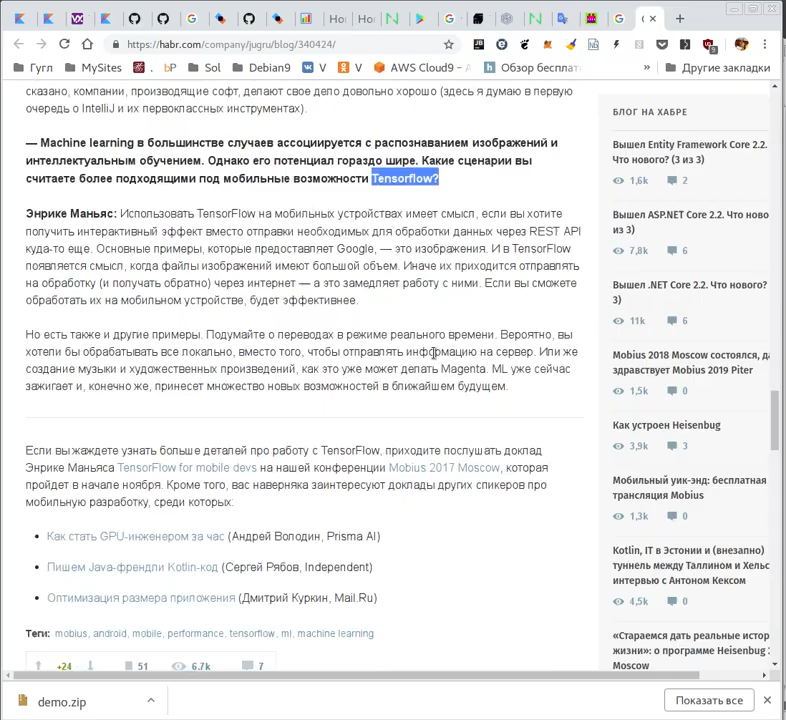 Ho
Ho
G
https://habr.com/company/jugru/blog/340424/
Гугл
MySites
bP
Sol
Debian9
V
V
AWS Cloud9 -
Обзор бесплат
»
Другие закладки
сказано, компании, производящие софт, делают свое дело довольно хорошо (здесь я думаю в первую
очередь о IntelliJ и их первоклассных инструментах).
— Machine learning в большинстве случаев ассоциируется с распознаванием изображений и
интеллектуальным обучением. Однако его потенциал гораздо шире. Какие сценарии вы
считаете более подходящими под мобильные возможности Tensorflow?
Энрике Маньяс: Использовать TensorFlow на мобильных устройствах имеет смысл, если вы хотите
получить интерактивный эффект вместо отправки необходимых для обработки данных через REST API
куда-то еще. Основные примеры, которые предоставляет Google, — это изображения. И в TensorFlow
появляется смысл, когда файлы изображений имеют большой объем. Иначе их приходится отправлять
на обработку (и получать обратно) через интернет — а это замедляет работу с ними. Если вы сможете
обработать их на мобильном устройстве, будет эффективнее.
Но есть также и другие примеры. Подумайте о переводах в режиме реального времени. Вероятно, вы
хотели бы обрабатывать все локально, вместо того, чтобы отправлять информацию на сервер. Или же
создание музыки и художественных произведений, как это уже может делать Magenta. ML уже сейчас
зажигает и, конечно же, принесет множество новых возможностей в ближайшем будущем.
Если вы жаждете узнать больше деталей про работу с TensorFlow, приходите послушать доклад
Энрике Маньяса TensorFlow for mobile devs на нашей конференции Mobius 2017 Moscow, которая
пройдет в начале ноября. Кроме того, вас наверняка заинтересуют доклады других спикеров про
мобильную разработку, среди которых:
• Как стать GPU-инженером за час (Андрей Володин, Prisma AI)
• Пишем Java-френдли Kotlin-код (Сергей Рябов, Independent)
• Оптимизация размера приложения (Дмитрий Куркин, Mail.Ru)
Теги: mobius, android, mobile, performance, tensorflow, ml, machine learning
+24 51 6,7k 7
БЛОГ НА ХАБРЕ
Вышел Entity Framework Core 2.2.
Что нового? (3 из 3)
1,6k 2
Вышел ASP.NET Core 2.2. Что ново
из 3)
7,8k 6
Вышел .NET Core 2.2. Что нового?
3)
11k 6
Mobius 2018 Moscow состоялся, да
здравствует Mobius 2019 Piter
1,5k 0
Как устроен Heisenbug
3,9k 3
Мобильный уик-энд: бесплатная
трансляция Mobius
1,3k 0
Kotlin, IT в Эстонии и (внезапно)
туннель между Таллином и Хельс
интервью с Антоном Кексом
4,5k 0
«Стараемся дать реальные истор
жизни»: о программе Heisenbug
Moscow
demo.zip
Показать все